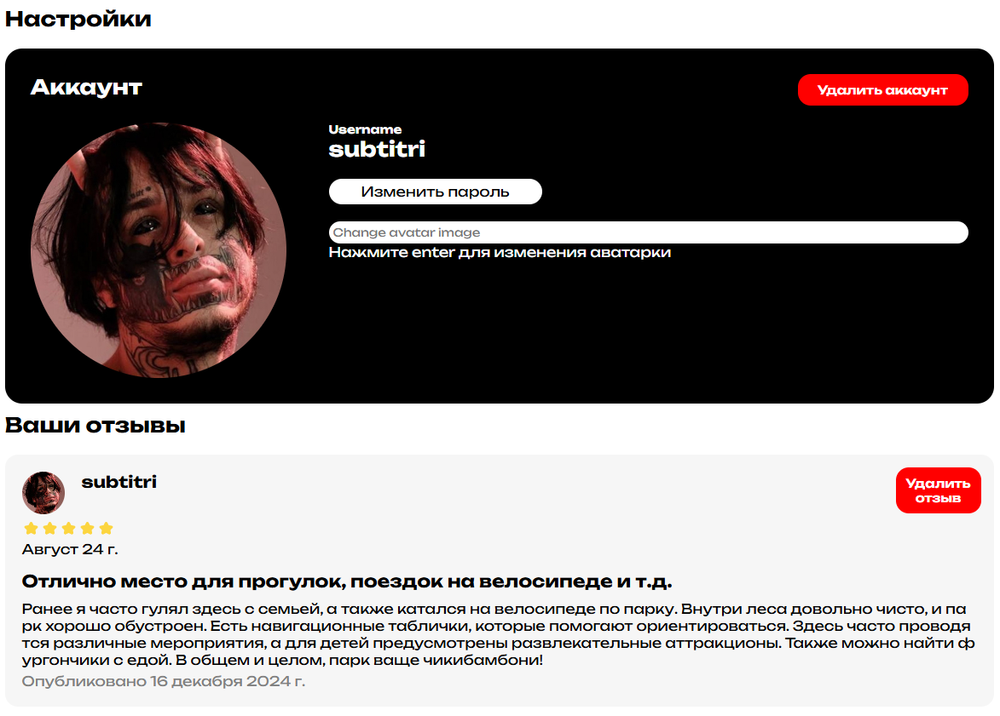 Настройки
Аккаунт
Удалить аккаунт
Username
subtitri
Изменить пароль
Change avatar image
Нажмите enter для изменения аватарки
Ваши отзывы
subtitri
Удалить
отзыв
Август 24 г.
Отлично место для прогулок, поездок на велосипеде и т.д.
Ранее я часто гулял здесь с семьей, а также катался на велосипеде по парку. Внутри леса довольно чисто, и па
рк хорошо обустроен. Есть навигационные таблички, которые помогают ориентироваться. Здесь часто проводя
тся различные мероприятия, а для детей предусмотрены развлекательные аттракционы. Также можно найти ф
ургончики с едой. В общем и целом, парк ваще чикибамбони!
Опубликовано 16 декабря 2024 г.